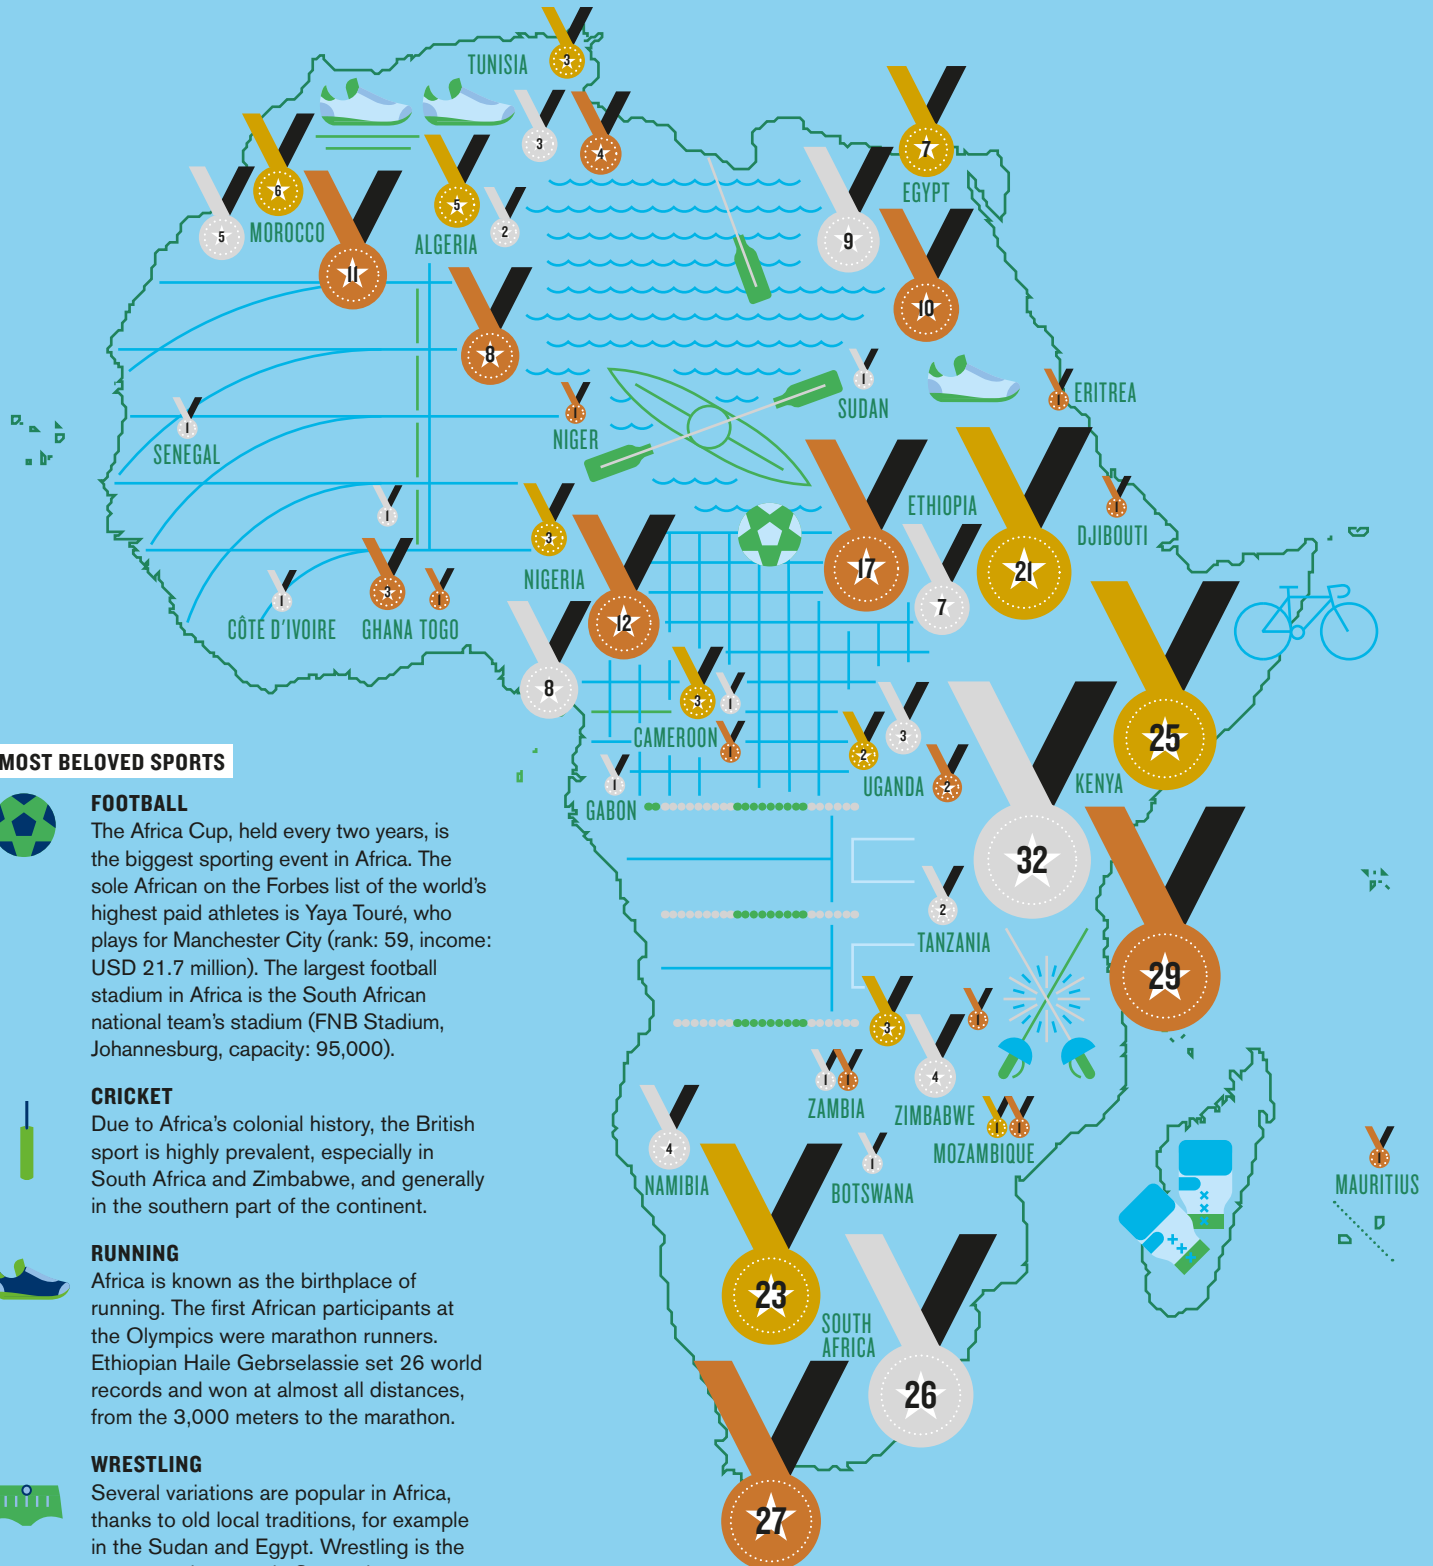 TUNISIA
3
3
4
7
EGYPT
9
10
6
5
MOROCCO
11
5
ALGERIA
2
8
1
SENEGAL
1
NIGER
1
SUDAN
1
ERITREA
1
DJIBOUTI
ETHIOPIA
17
7
21
3
NIGERIA
12
8
1
CÔTE D'IVOIRE
1
3
GHANA
1
TOGO
3
1
CAMEROON
1
1
GABON
2
3
UGANDA
2
25
KENYA
32
29
2
TANZANIA
3
4
1
ZIMBABWE
1
1
ZAMBIA
1
1
MOZAMBIQUE
4
NAMIBIA
1
BOTSWANA
23
SOUTH
AFRICA
26
27
1
MAURITIUS
MOST BELOVED SPORTS
FOOTBALL
The Africa Cup, held every two years, is
the biggest sporting event in Africa. The
sole African on the Forbes list of the world's
highest paid athletes is Yaya Touré, who
plays for Manchester City (rank: 59, income:
USD 21.7 million). The largest football
stadium in Africa is the South African
national team's stadium (FNB Stadium,
Johannesburg, capacity: 95,000).
CRICKET
Due to Africa's colonial history, the British
sport is highly prevalent, especially in
South Africa and Zimbabwe, and generally
in the southern part of the continent.
RUNNING
Africa is known as the birthplace of
running. The first African participants at
the Olympics were marathon runners.
Ethiopian Haile Gebrselassie set 26 world
records and won at almost all distances,
from the 3,000 meters to the marathon.
WRESTLING
Several variations are popular in Africa,
thanks to old local traditions, for example
in the Sudan and Egypt. Wrestling is the